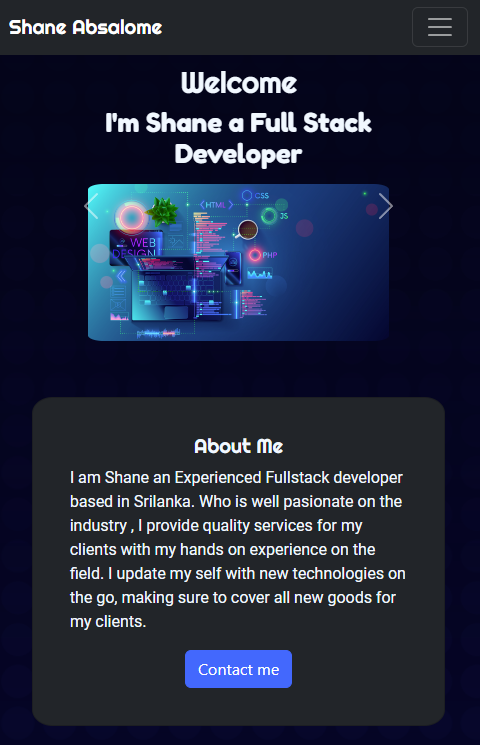 Shane Absalome
Welcome
I'm Shane a Full Stack
Developer
HTML
CSS
JS
WEB
DESIGN
PHP
About Me
I am Shane an Experienced Fullstack developer
based in Srilanka. Who is well pasionate on the
industry , I provide quality services for my
clients with my hands on experience on the
field. I update my self with new technologies on
the go, making sure to cover all new goods for
my clients.
Contact me